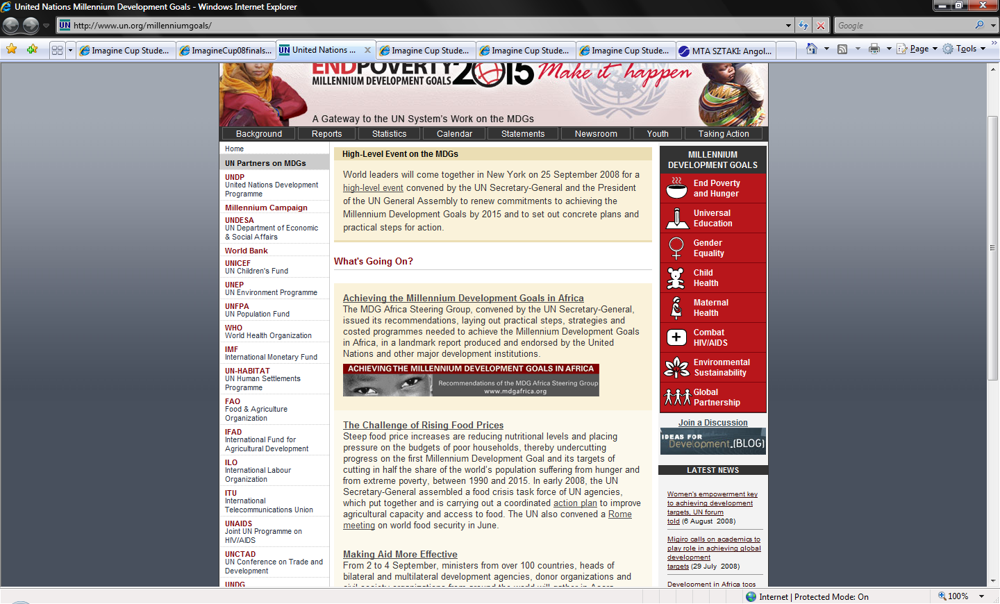 United Nations Millennium Development Goals - Windows Internet Explorer
UN http://www.un.org/millenniumgoals/
Google
Imagine Cup Stude...
ImagineCup08finals...
UN United Nations ...
Imagine Cup Stude...
Imagine Cup Stude...
Imagine Cup Stude...
MTA SZTAKI: Angol...
Page
Tools
END POVERTY 2015 Make it happen
MILLENNIUM DEVELOPMENT GOALS
A Gateway to the UN System's Work on the MDGs
Background
Reports
Statistics
Calendar
Statements
Newsroom
Youth
Taking Action
Home
UN Partners on MDGs
UNDP
United Nations Development
Programme
Millennium Campaign
UNDESA
UN Department of Economic
& Social Affairs
World Bank
UNICEF
UN Children's Fund
UNEP
UN Environment Programme
UNFPA
UN Population Fund
WHO
World Health Organization
IMF
International Monetary Fund
UN-HABITAT
UN Human Settlements
Programme
FAO
Food & Agriculture
Organization
IFAD
International Fund for
Agricultural Development
ILO
International Labour
Organization
ITU
International
Telecommunications Union
UNAIDS
Joint UN Programme on
HIV/AIDS
UNCTAD
UN Conference on Trade and
Development
UNDG
High-Level Event on the MDGs
World leaders will come together in New York on 25 September 2008 for a
high-level event convened by the UN Secretary-General and the President
of the UN General Assembly to renew commitments to achieving the
Millennium Development Goals by 2015 and to set out concrete plans and
practical steps for action.
What's Going On?
Achieving the Millennium Development Goals in Africa
The MDG Africa Steering Group, convened by the UN Secretary-General,
issued its recommendations, laying out practical steps, strategies and
costed programmes needed to achieve the Millennium Development Goals
in Africa, in a landmark report produced and endorsed by the United
Nations and other major development institutions.
ACHIEVING THE MILLENNIUM DEVELOPMENT GOALS IN AFRICA
Recommendations of the MDG Africa Steering Group
www.mdgafrica.org
The Challenge of Rising Food Prices
Steep food price increases are reducing nutritional levels and placing
pressure on the budgets of poor households, thereby undercutting
progress on the first Millennium Development Goal and its targets of
cutting in half the share of the world's population suffering from hunger and
from extreme poverty, between 1990 and 2015. In early 2008, the UN
Secretary-General assembled a food crisis task force of UN agencies,
which put together and is carrying out a coordinated action plan to improve
agricultural capacity and access to food. The UN also convened a Rome
meeting on world food security in June.
Making Aid More Effective
From 2 to 4 September, ministers from over 100 countries, heads of
bilateral and multilateral development agencies, donor organizations and
civil society organizations from around the world will gather in Accra
MILLENNIUM
DEVELOPMENT GOALS
End Poverty
and Hunger
Universal
Education
Gender
Equality
Child
Health
Maternal
Health
Combat
HIV/AIDS
Environmental
Sustainability
Global
Partnership
Join a Discussion
IDEAS FOR
Development.(BLOG)
LATEST NEWS
Women's empowerment key
to achieving development
targets, UN forum
told (6 August 2008)
Migiro calls on academics to
play role in achieving global
development
targets (29 July 2008)
Development in Africa tops
Internet | Protected Mode: On
100%